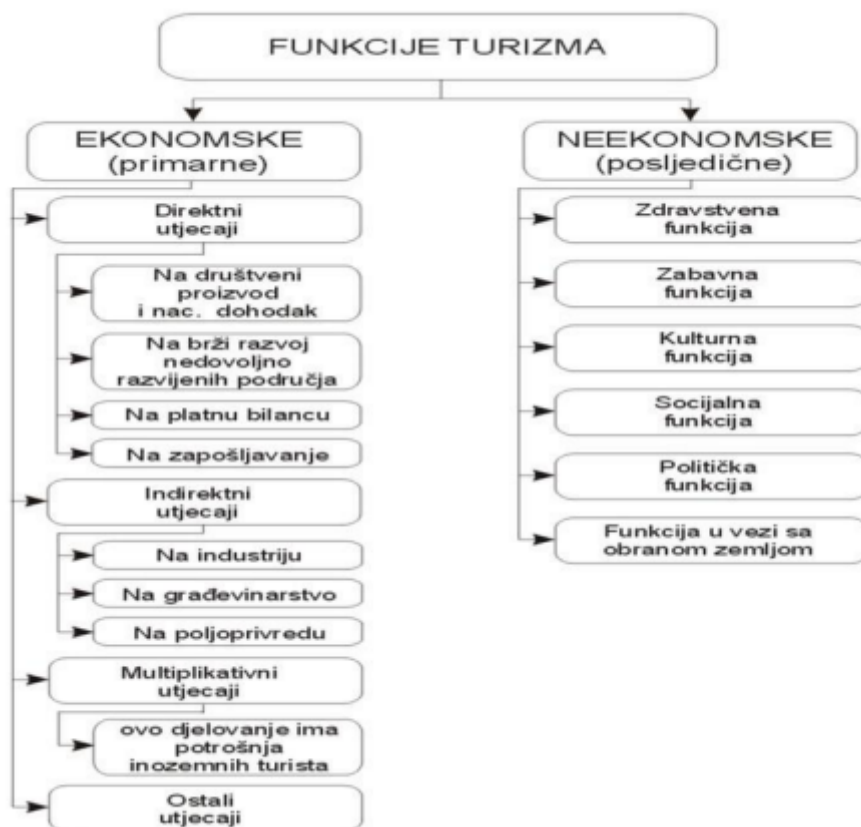 FUNKCIJE TURIZMA
EKONOMSKE
(primarne)
Direktni
utjecaji
Na društveni
proizvod
i nac. dohodak
Na brži razvoj
nedovoljno
razvijenih područja
Na platnu bilancu
Na zapošljavanje
Indirektni
utjecaji
Na industriju
Na građevinarstvo
Na poljoprivredu
Multiplikativni
utjecaji
ovo djelovanje ima
potrošnja
inozemnih turista
Ostali
utjecaji
NEEKONOMSKE
(posljedične)
Zdravstvena
funkcija
Zabavna
funkcija
Kulturna
funkcija
Socijalna
funkcija
Politička
funkcija
Funkcija u vezi sa
obranom zemljom